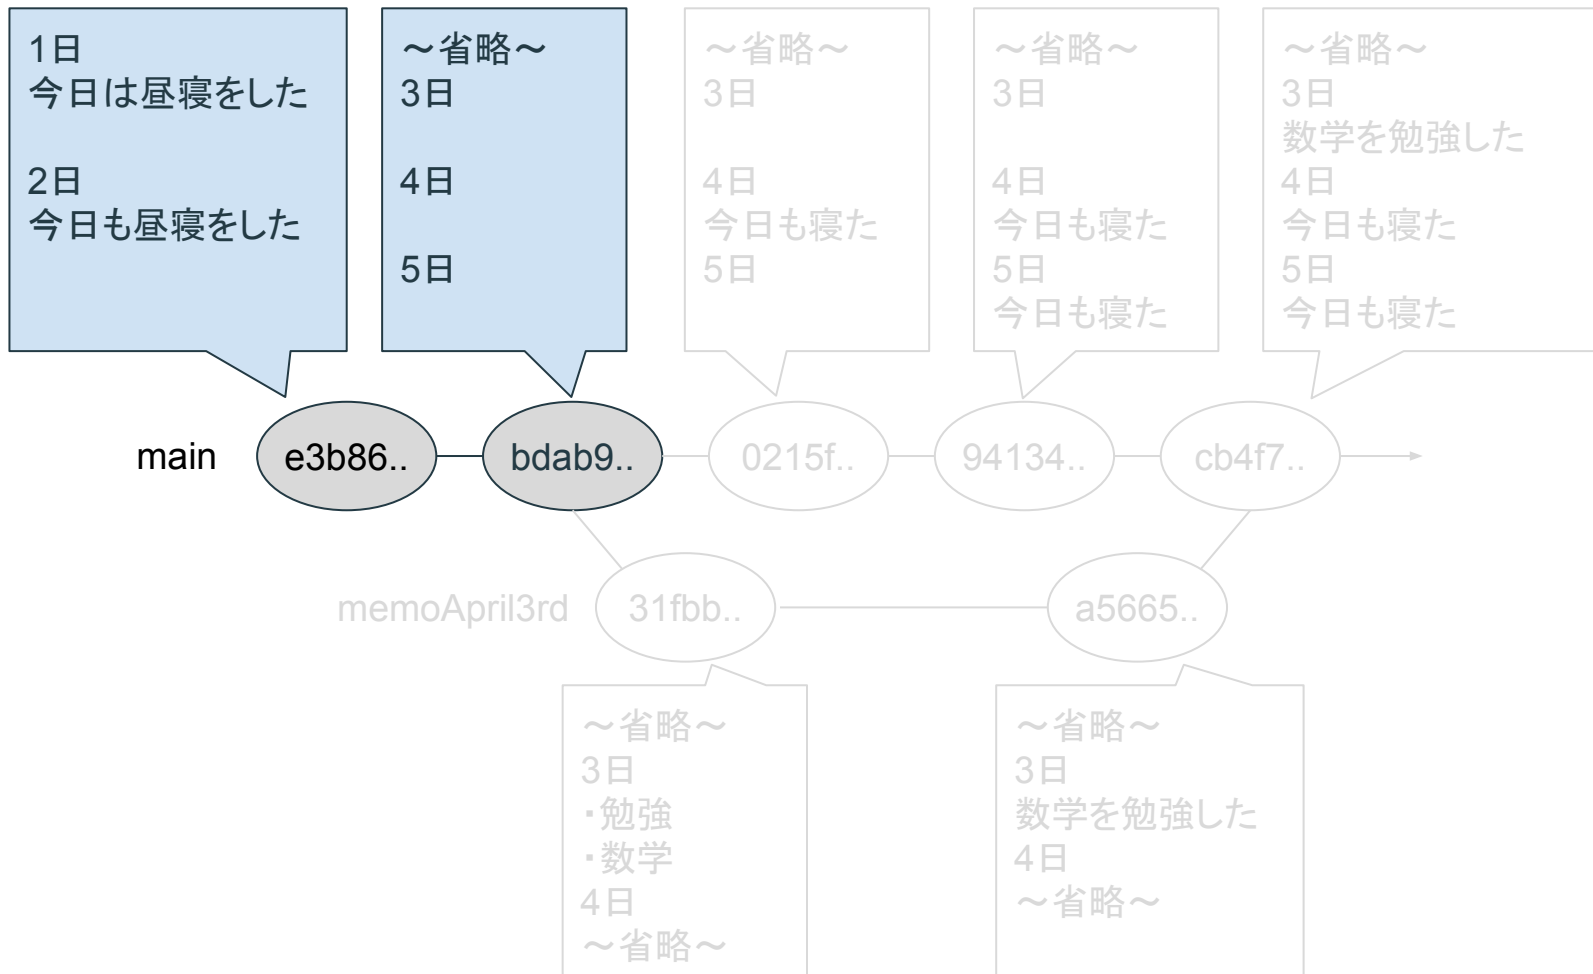 1日
今日は昼寝をした
2日
今日も昼寝をした
～省略～
3日
4日
5日
～省略～
3日
4日
今日も寝た
5日
～省略～
3日
4日
今日も寝た
5日
今日も寝た
～省略～
3日
数学を勉強した
4日
今日も寝た
5日
今日も寝た
main
e3b86..
bdab9..
0215f..
94134..
cb4f7..
memoApril3rd
31fbb..
a5665..
～省略～
3日
・勉強
・数学
4日
～省略～
～省略～
3日
数学を勉強した
4日
～省略～